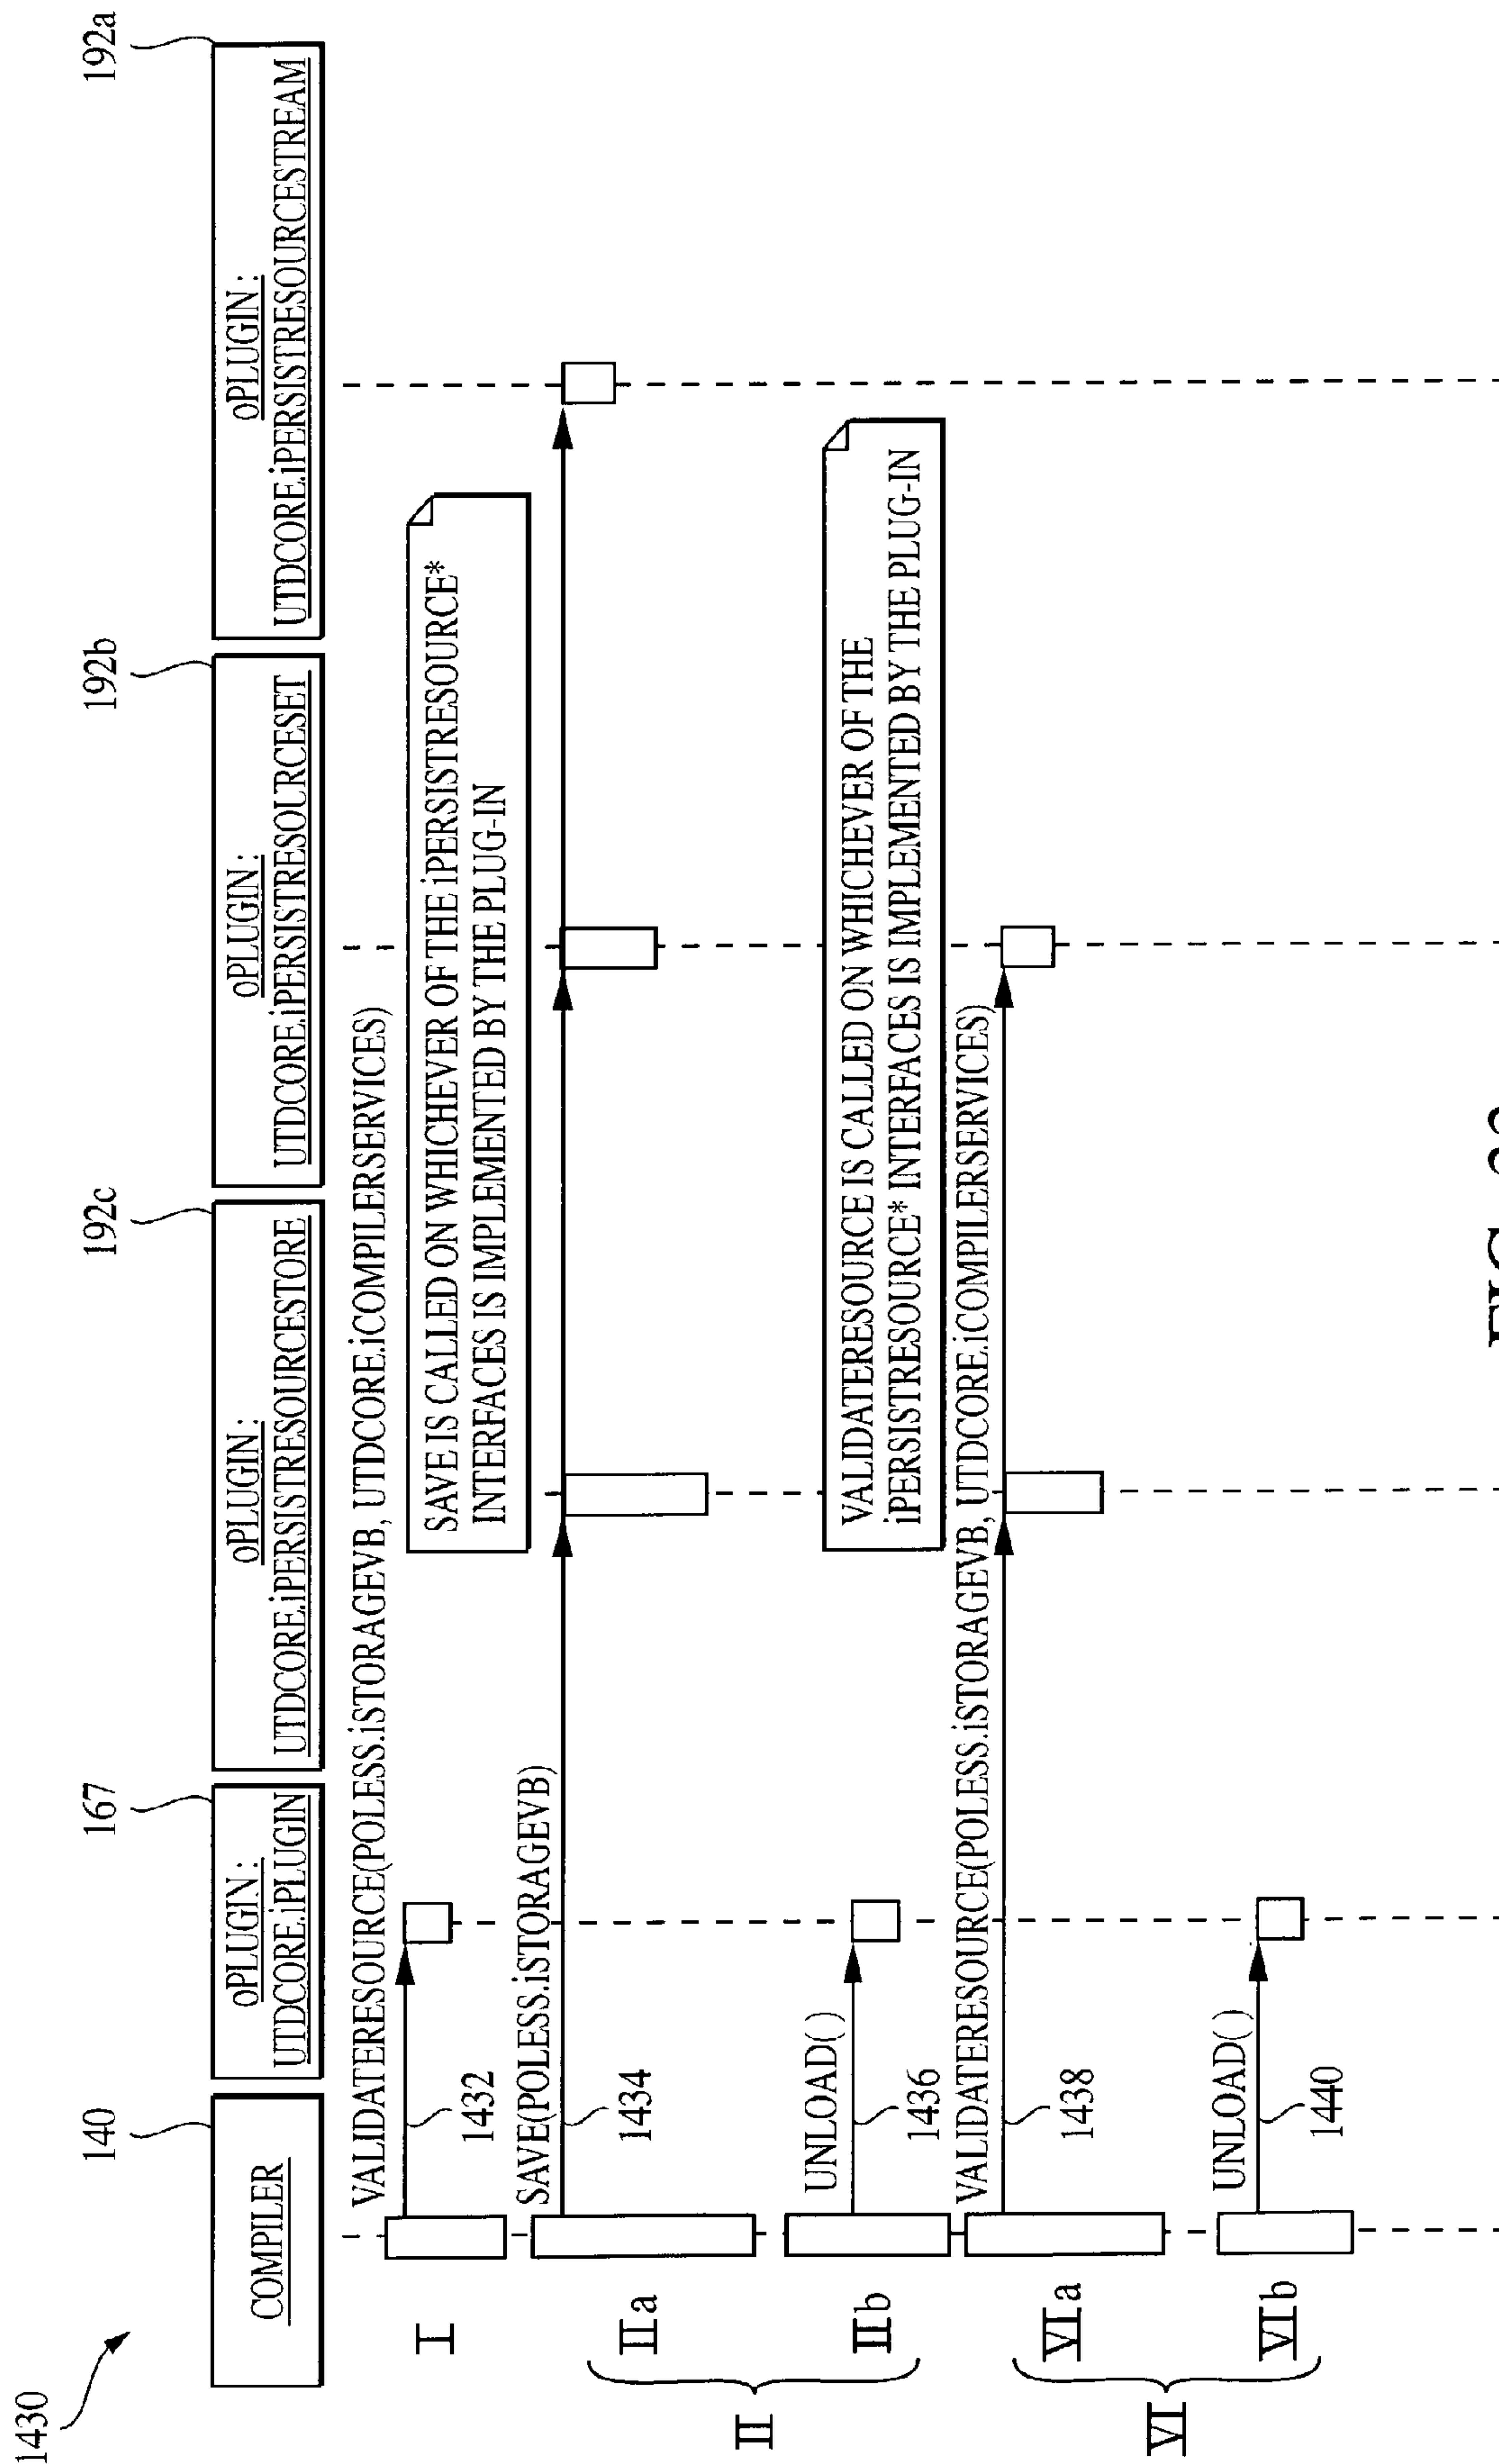 1430
140
167
192c
192b
192a
COMPILER
oPLUGIN :
UTDCORE.iPLUGIN
oPLUGIN :
UTDCORE.iPERSISTRESOURCESTORE
oPLUGIN :
UTDCORE.iPERSISTRESOURCESET
oPLUGIN :
UTDCORE.iPERSISTRESOURCESTREAM
VALIDATERESOURCE(POLESS.iSTORAGEVB, UTDCORE.iCOMPILERSERVICES)
I
1432
SAVE IS CALLED ON WHICHEVER OF THE iPERSISTRESOURCE*
INTERFACES IS IMPLEMENTED BY THE PLUG-IN
SAVE(POLESS.iSTORAGEVB)
IIa
1434
II
UNLOAD( )
IIb
1436
VALIDATERESOURCE IS CALLED ON WHICHEVER OF THE
iPERSISTRESOURCE* INTERFACES IS IMPLEMENTED BY THE PLUG-IN
VALIDATERESOURCE(POLESS.iSTORAGEVB, UTDCORE.iCOMPILERSERVICES)
VIa
1438
VI
UNLOAD( )
VIb
1440